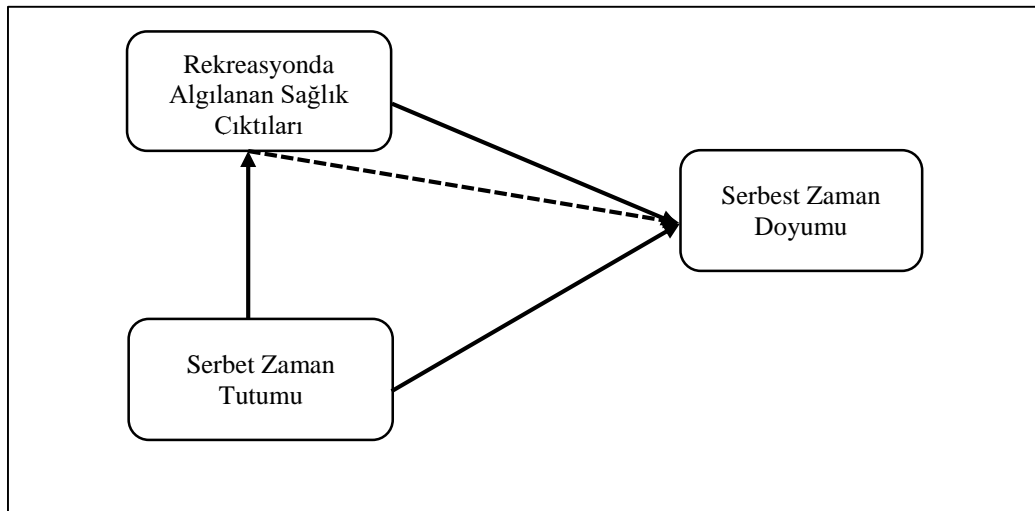 Rekreasyonda
Algılanan Sağlık
Cıktıları
Serbest Zaman
Doyumu
Serbet Zaman
Tutumu